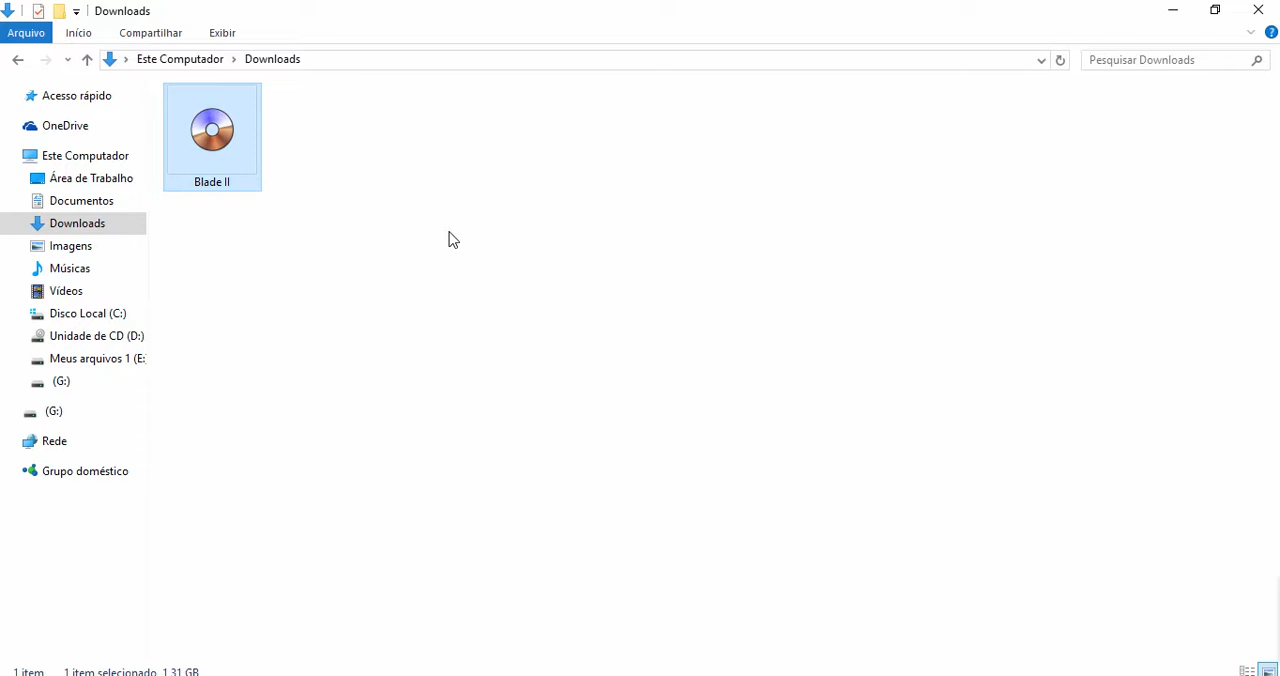 Downloads
Arquivo Início Compartilhar Exibir
Este Computador Downloads
Pesquisar Downloads
Acesso rápido
OneDrive
Este Computador
Área de Trabalho
Documentos
Downloads
Imagens
Músicas
Vídeos
Disco Local (C:)
Unidade de CD (D:)
Meus arquivos 1 (E:
(G:)
(G:)
Rede
Grupo doméstico
Blade II
1 item 1 item selecionado 1,31 GB